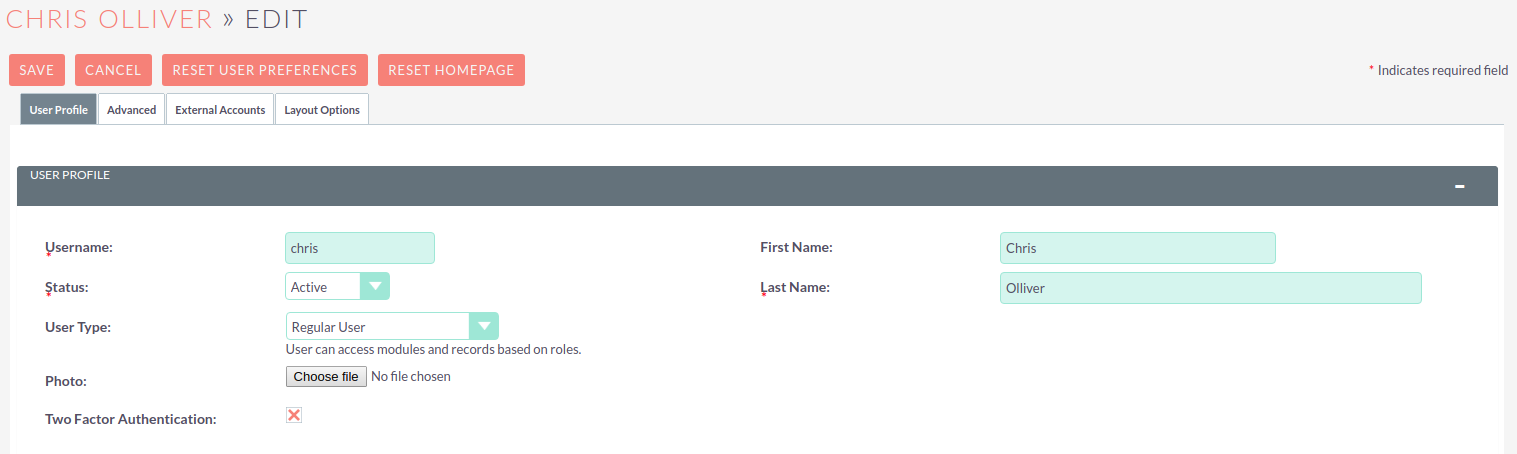 CHRIS OLLIVER » EDIT
SAVE CANCEL RESET USER PREFERENCES RESET HOMEPAGE * Indicates required field
User Profile Advanced External Accounts Layout Options
USER PROFILE
Username: * chris First Name: Chris
Status: * Active Last Name: * Olliver
User Type: Regular User
User can access modules and records based on roles.
Photo: Choose file No file chosen
Two Factor Authentication: